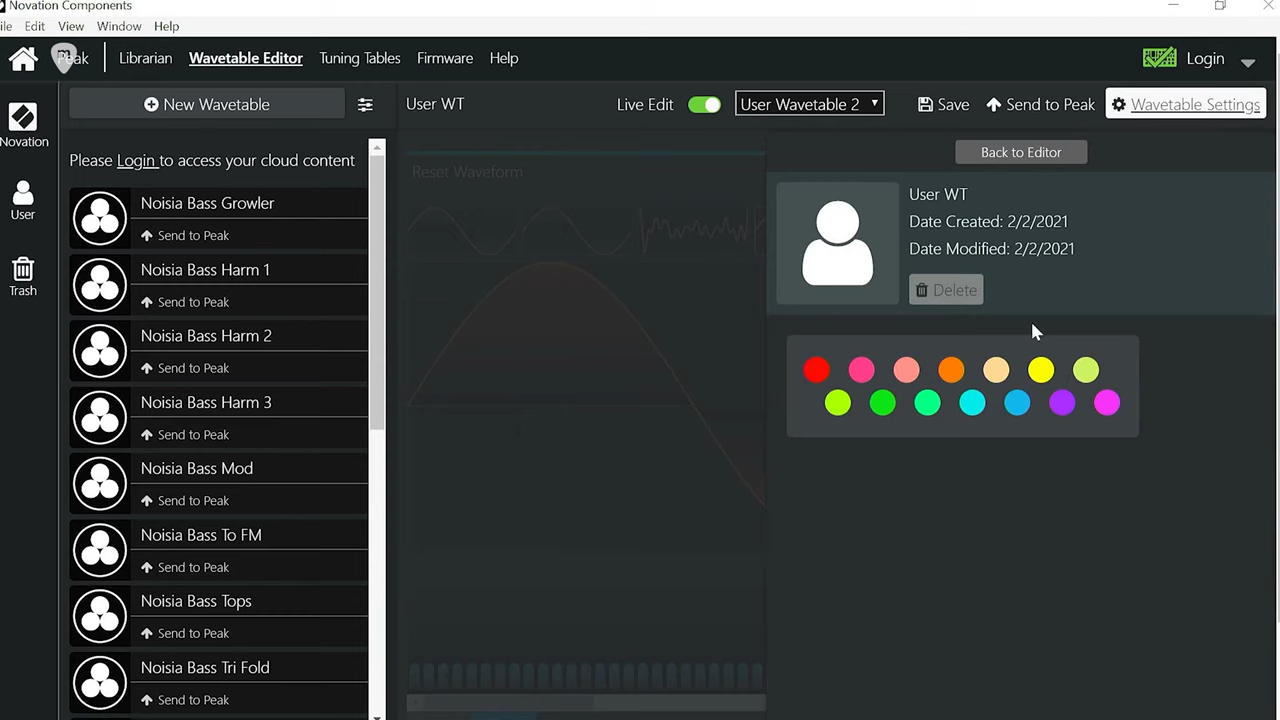 Novation Components
ile Edit View Window Help
Peak Librarian Wavetable Editor Tuning Tables Firmware Help Login
New Wavetable User WT Live Edit User Wavetable 2 Save Send to Peak Wavetable Settings
Novation
User
Trash
Please Login to access your cloud content
Noisia Bass Growler
Send to Peak
Noisia Bass Harm 1
Send to Peak
Noisia Bass Harm 2
Send to Peak
Noisia Bass Harm 3
Send to Peak
Noisia Bass Mod
Send to Peak
Noisia Bass To FM
Send to Peak
Noisia Bass Tops
Send to Peak
Noisia Bass Tri Fold
Send to Peak
Reset Waveform
Back to Editor
User WT
Date Created: 2/2/2021
Date Modified: 2/2/2021
Delete